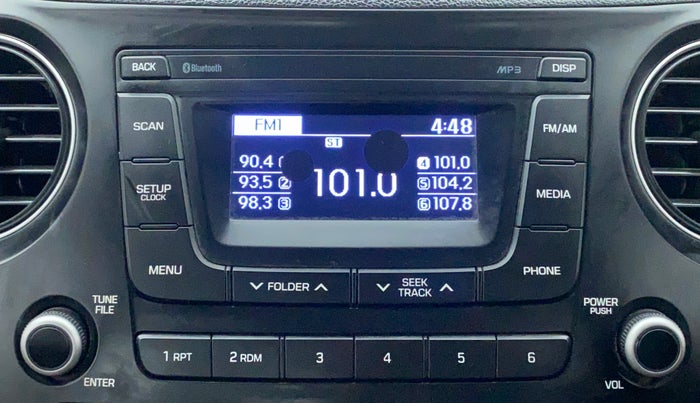 BACK
Bluetooth
MP3
DISP
SCAN
FM1
4:48
FM/AM
ST
90.4
4 101.0
SETUP
CLOCK
93.5 2
101.0
5 104.2
MEDIA
98.3 3
6 107.8
MENU
FOLDER
SEEK
TRACK
PHONE
TUNE
FILE
POWER
PUSH
1 RPT
2 RDM
3
4
5
6
ENTER
VOL